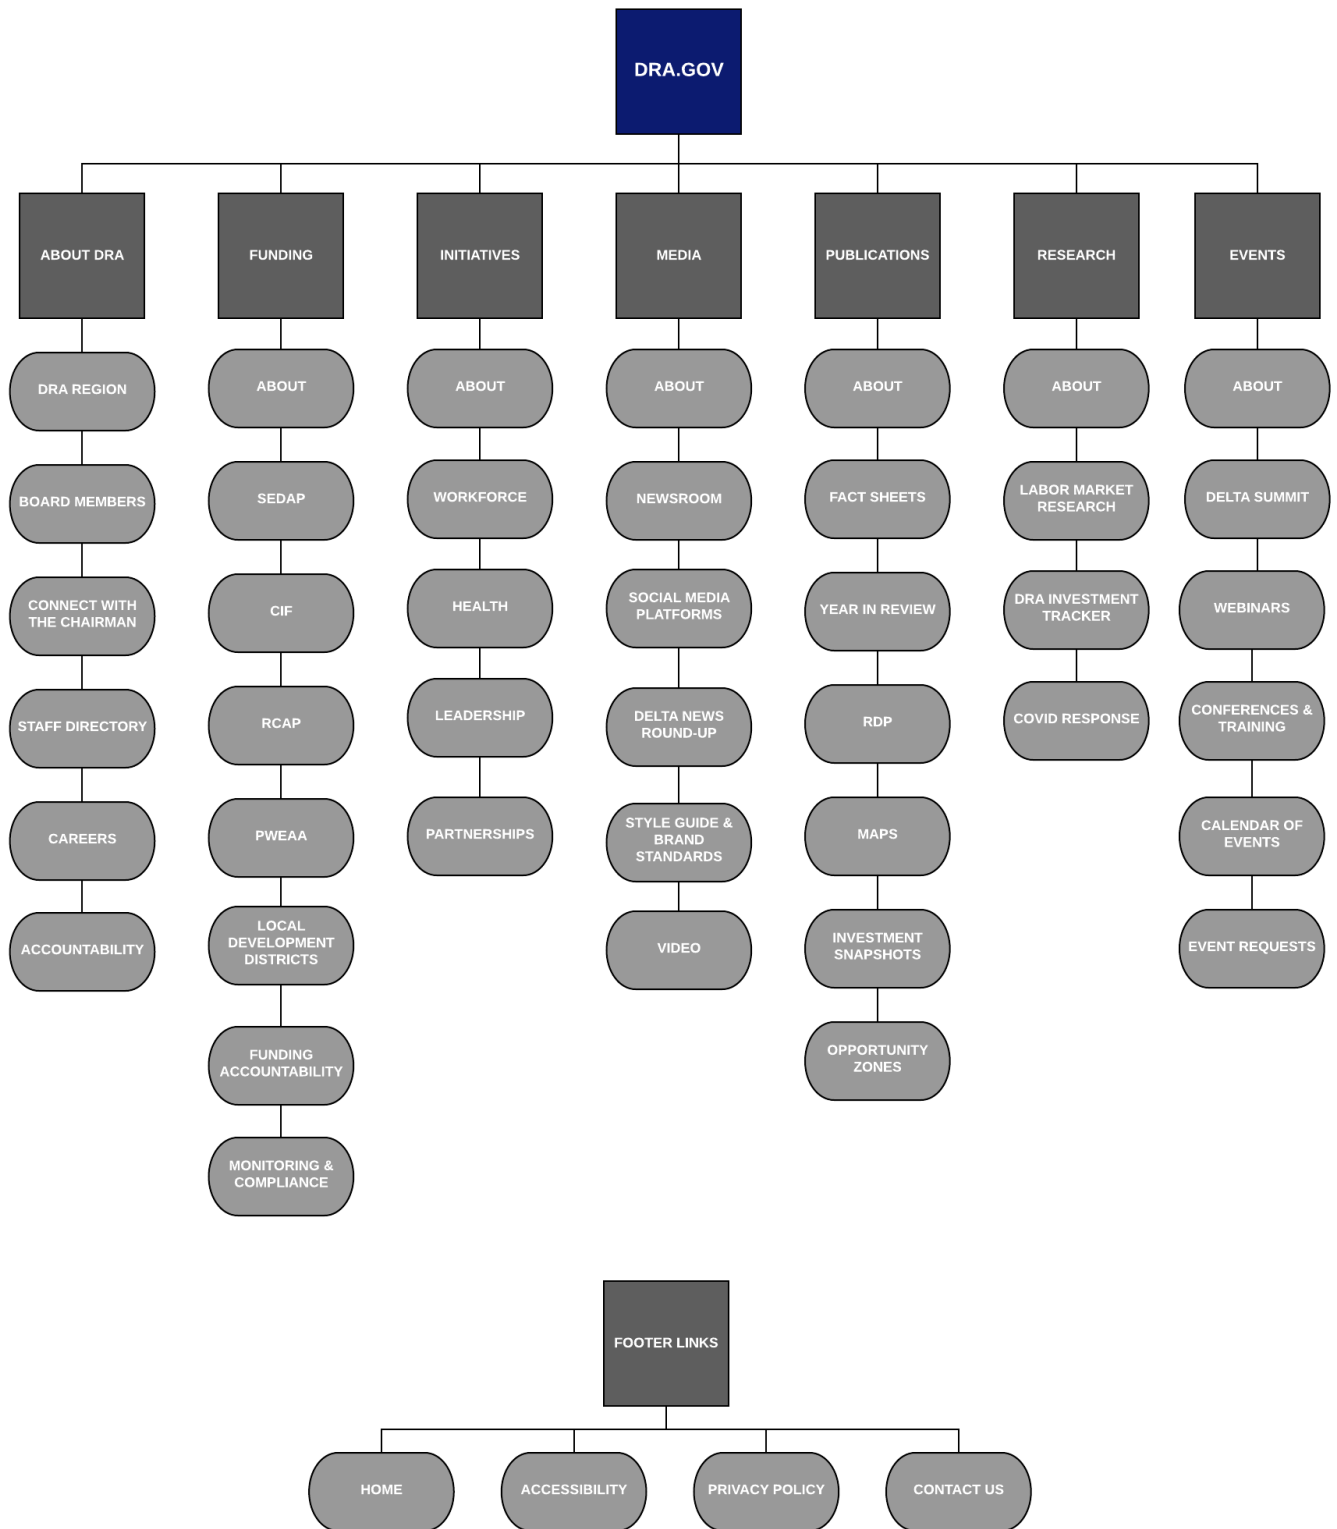 DRA.GOV
ABOUT DRA
FUNDING
INITIATIVES
MEDIA
PUBLICATIONS
RESEARCH
EVENTS
DRA REGION
BOARD MEMBERS
CONNECT WITH
THE CHAIRMAN
STAFF DIRECTORY
CAREERS
ACCOUNTABILITY
ABOUT
SEDAP
CIF
RCAP
PWEAA
LOCAL
DEVELOPMENT
DISTRICTS
FUNDING
ACCOUNTABILITY
MONITORING &
COMPLIANCE
ABOUT
WORKFORCE
HEALTH
LEADERSHIP
PARTNERSHIPS
ABOUT
NEWSROOM
SOCIAL MEDIA
PLATFORMS
DELTA NEWS
ROUND-UP
STYLE GUIDE &
BRAND
STANDARDS
VIDEO
ABOUT
FACT SHEETS
YEAR IN REVIEW
RDP
MAPS
INVESTMENT
SNAPSHOTS
OPPORTUNITY
ZONES
ABOUT
LABOR MARKET
RESEARCH
DRA INVESTMENT
TRACKER
COVID RESPONSE
ABOUT
DELTA SUMMIT
WEBINARS
CONFERENCES &
TRAINING
CALENDAR OF
EVENTS
EVENT REQUESTS
FOOTER LINKS
HOME
ACCESSIBILITY
PRIVACY POLICY
CONTACT US